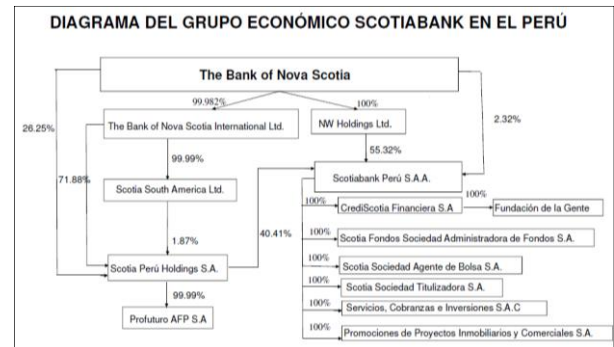 DIAGRAMA DEL GRUPO ECONÓMICO SCOTIABANK EN EL PERÚ
The Bank of Nova Scotia
99.982%
100%
26.25%
The Bank of Nova Scotia International Ltd.
NW Holdings Ltd.
2.32%
55.32%
99.99%
Scotiabank Perú S.A.A.
71.88%
Scotia South America Ltd.
100%
CrediScotia Financiera S.A
100%
Fundación de la Gente
1.87%
40.41%
100%
Scotia Fondos Sociedad Administradora de Fondos S.A.
Scotia Perú Holdings S.A.
100%
Scotia Sociedad Agente de Bolsa S.A.
100%
Scotia Sociedad Titulizadora S.A.
99.99%
100%
Servicios, Cobranzas e Inversiones S.A.C
Profuturo AFP S.A
100%
Promociones de Proyectos Inmobiliarios y Comerciales S.A.